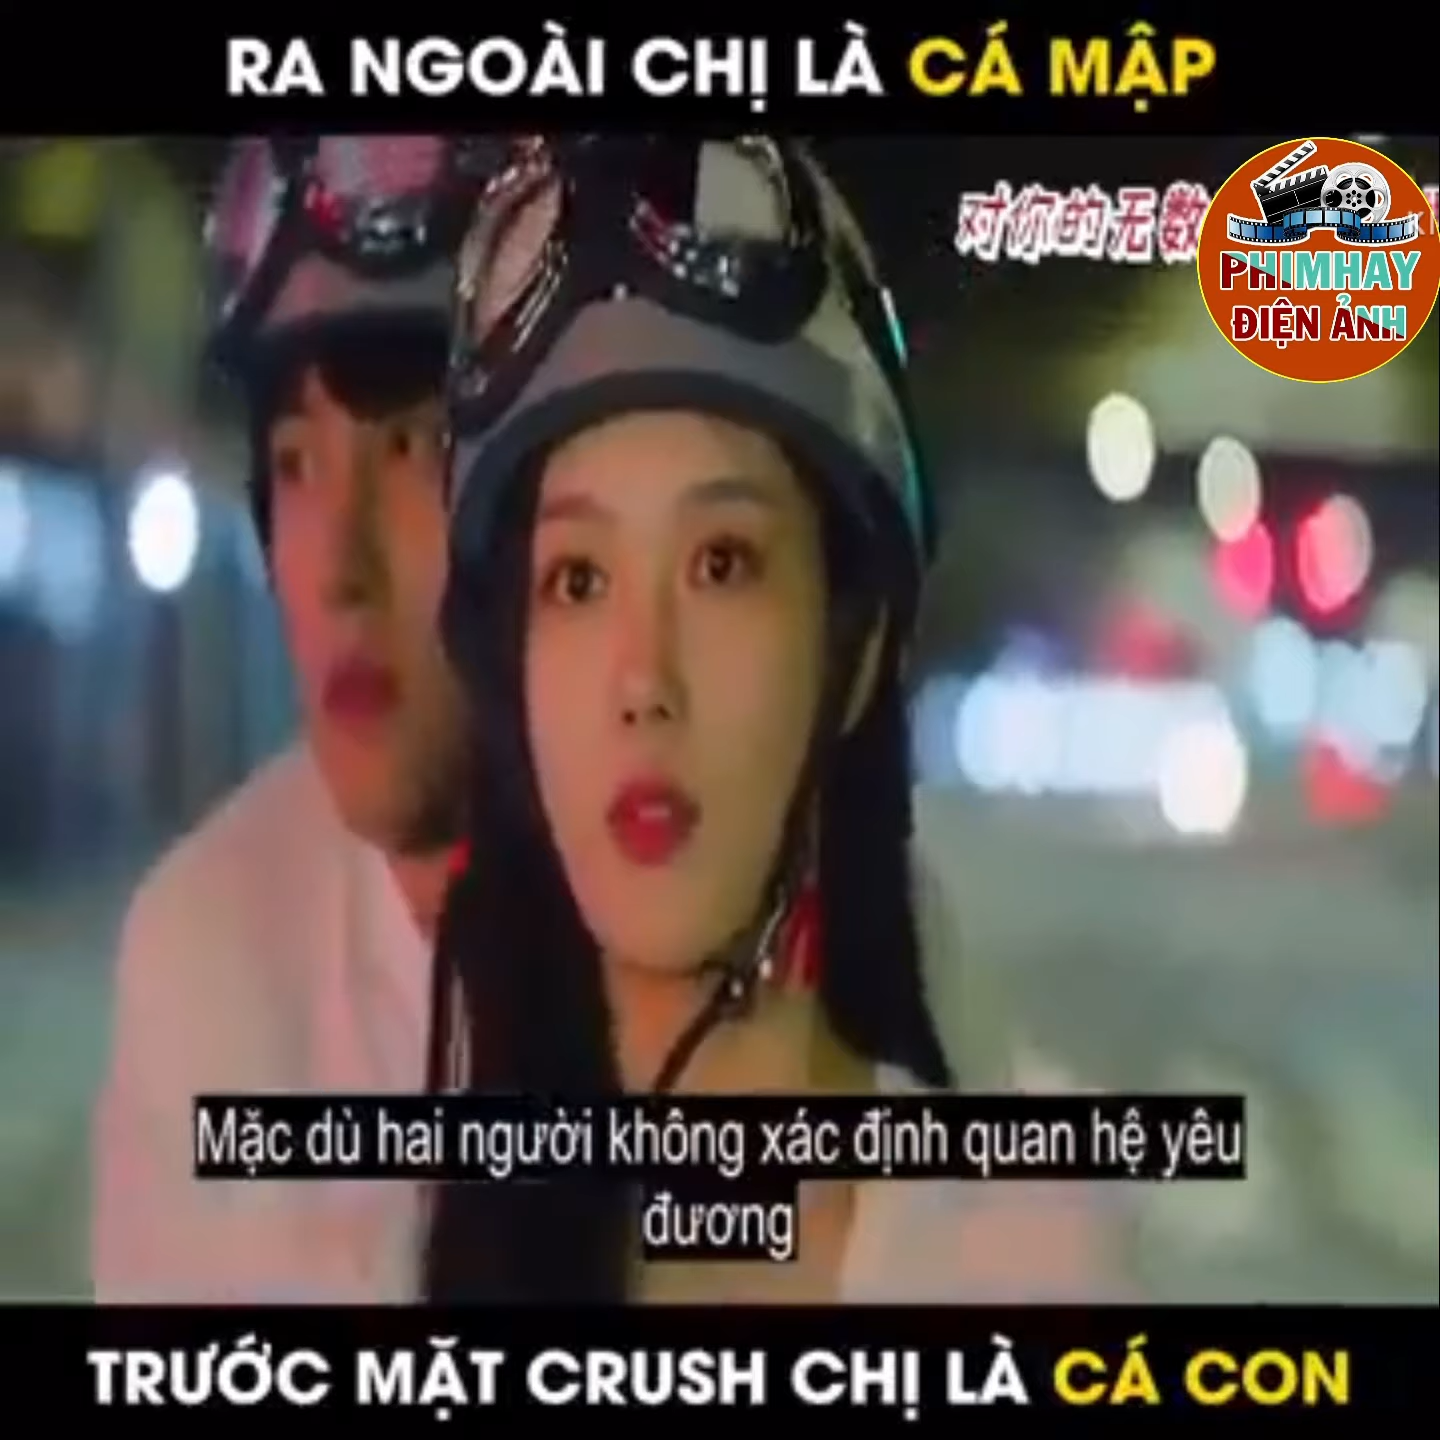 RA NGOÀI CHỊ LÀ CÁ MẬP
对你的无数
PHIMHAY
ĐIỆN ẢNH
Mặc dù hai người không xác định quan hệ yêu
đương
TRƯỚC MẶT CRUSH CHỊ LÀ CÁ CON